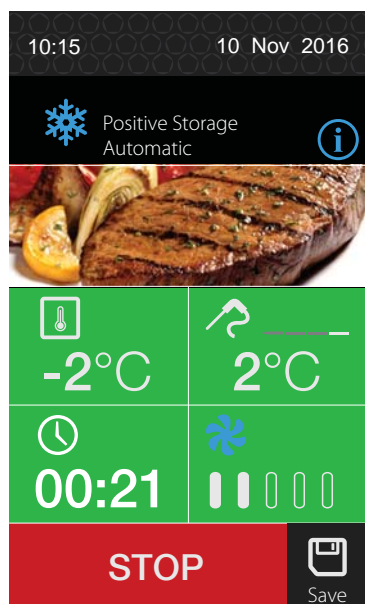 10:15 10 Nov 2016
Positive Storage
Automatic
i
-2°C 2°C
00:21
STOP
Save